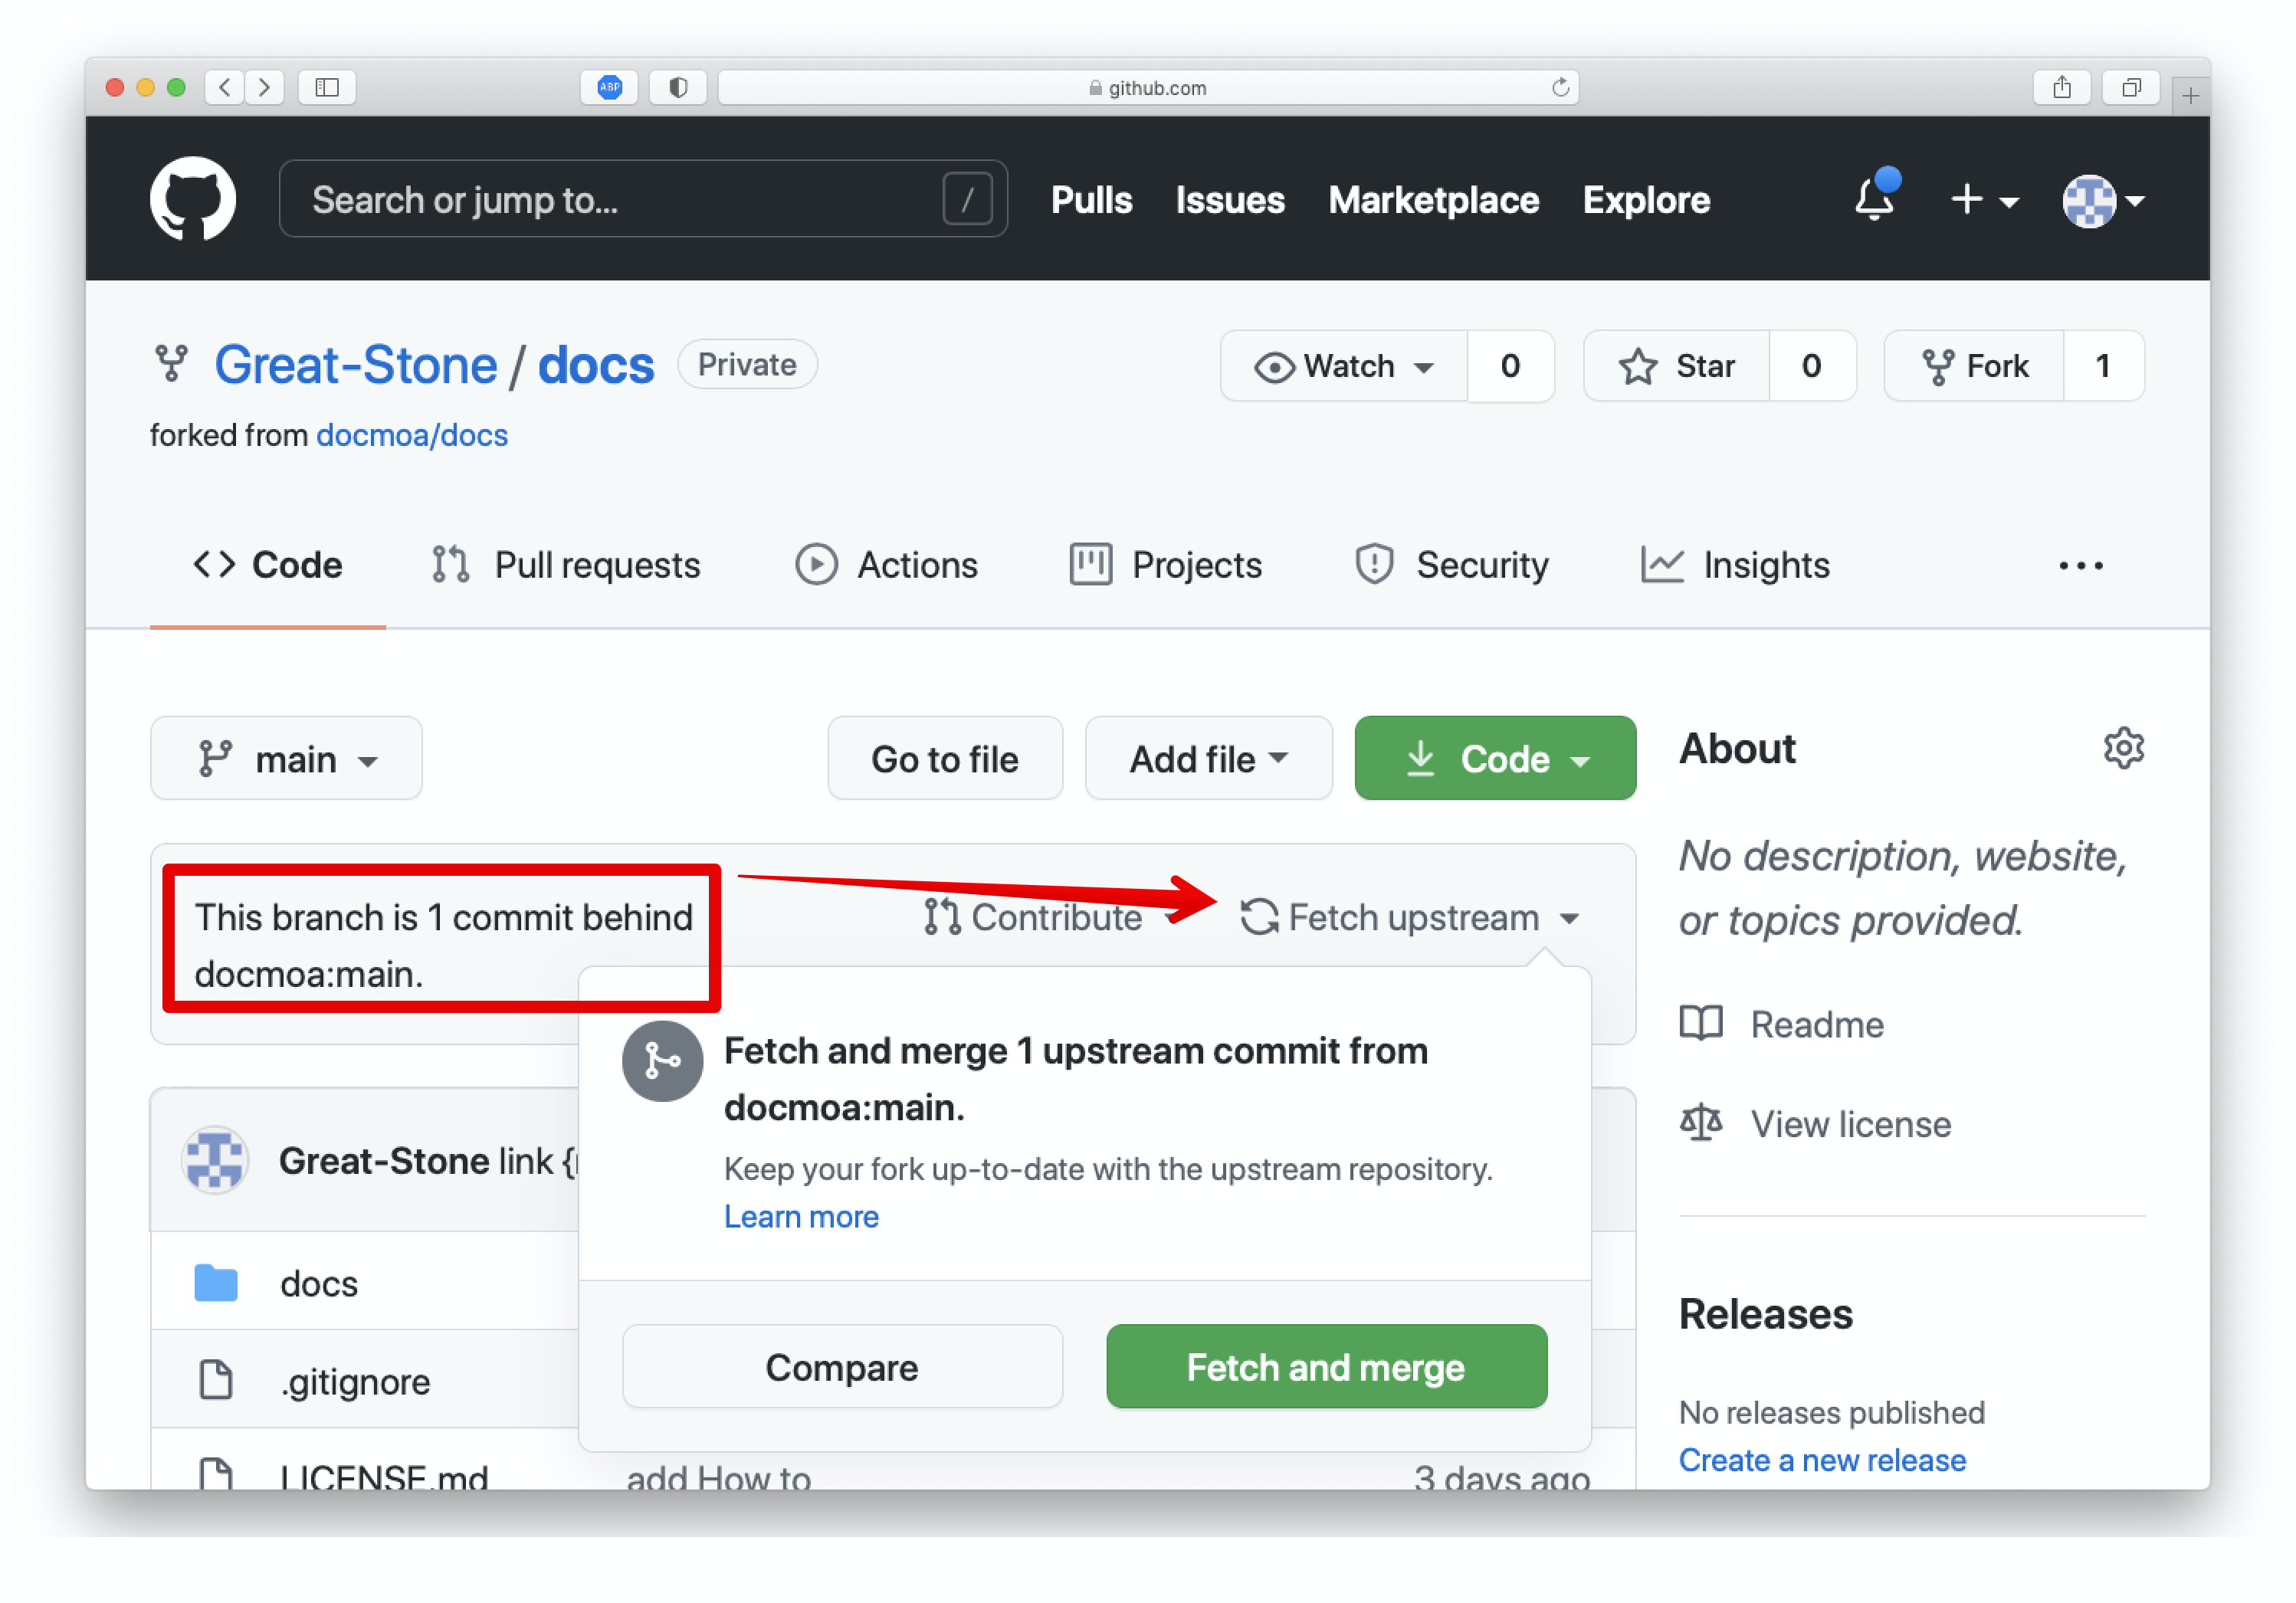 ABP
github.com
Search or jump to... /
Pulls Issues Marketplace Explore
Great-Stone / docs Private
Watch 0 Star 0 Fork 1
forked from docmoa/docs
Code Pull requests Actions Projects Security Insights
main Go to file Add file Code
This branch is 1 commit behind
docmoa:main.
Contribute Fetch upstream
Fetch and merge 1 upstream commit from
docmoa:main.
Keep your fork up-to-date with the upstream repository.
Learn more
Compare Fetch and merge
Great-Stone link
docs
.gitignore
LICENSE.md add How to 3 days ago
About
No description, website,
or topics provided.
Readme
View license
Releases
No releases published
Create a new release